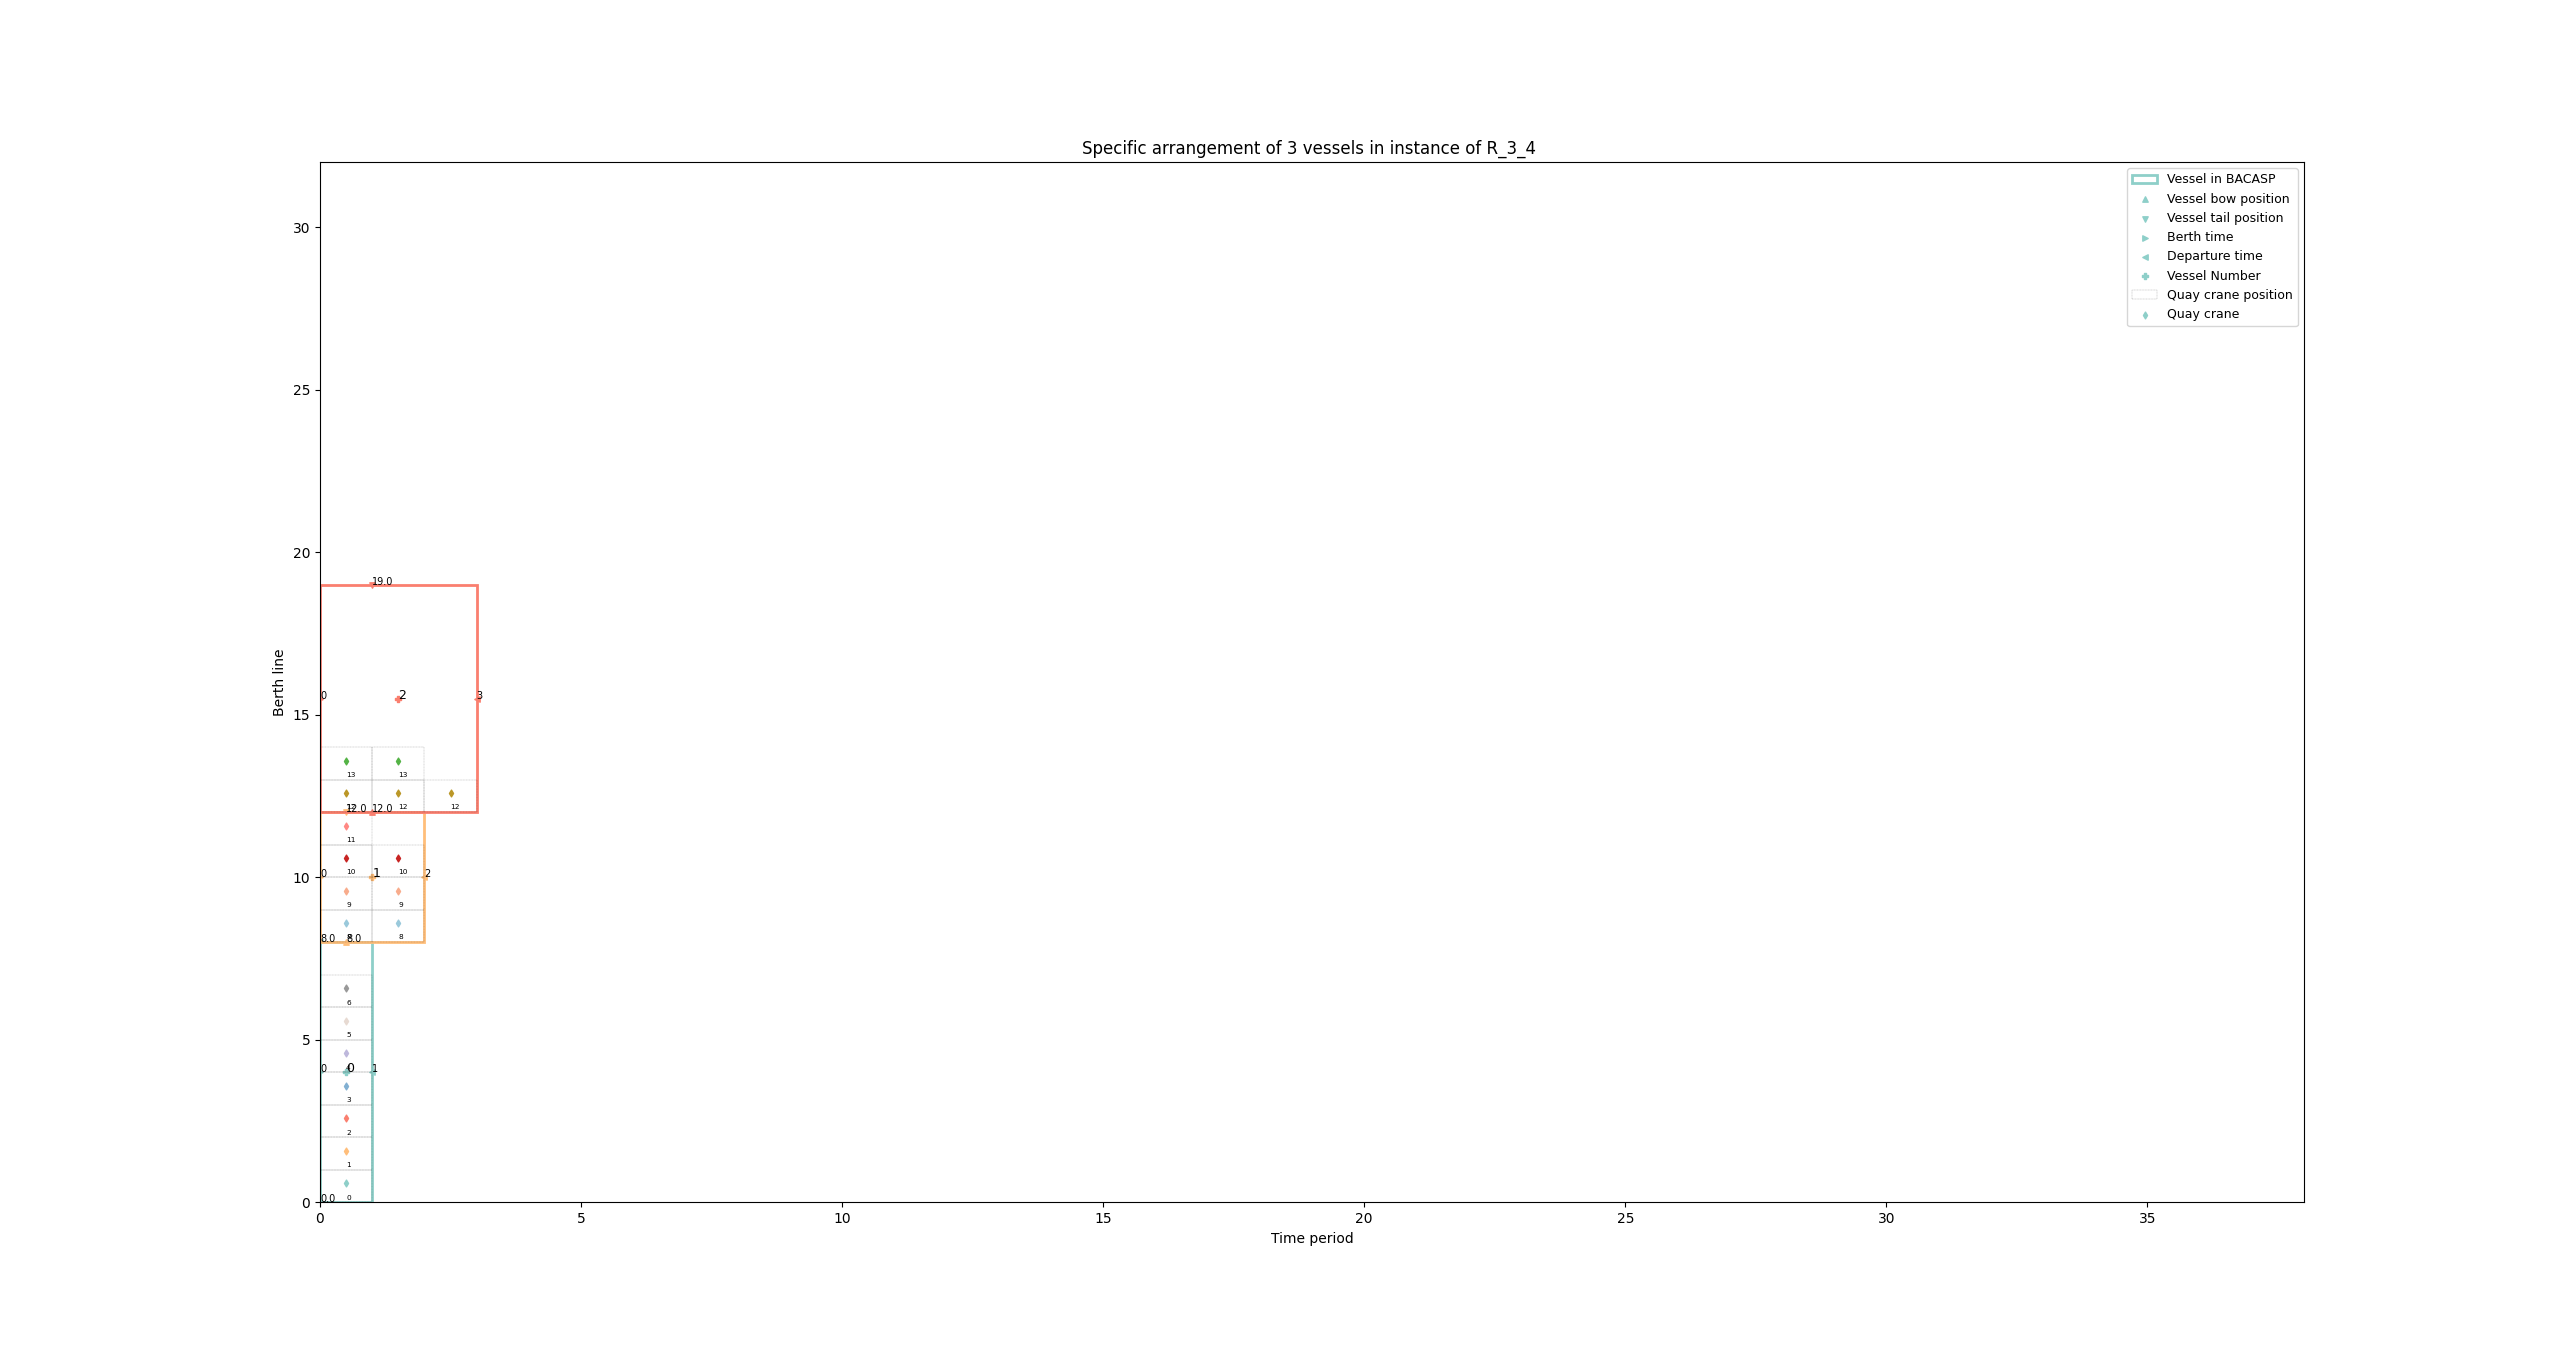 Specific arrangement of 3 vessels in instance of R_3_4
Vessel in BACASP
Vessel bow position
Vessel tail position
Berth time
Departure time
Vessel Number
Quay crane position
Quay crane
Berth line
30
25
20
15
10
5
0
19.0
0 2 3
13 13
12 12
12.0 12.0
11
10 10
0 1 2
9 9
8
8.0 8.0
6
5
0 0 1
3
2
1
0.0 0
0 5 10 15 20 25 30 35
Time period